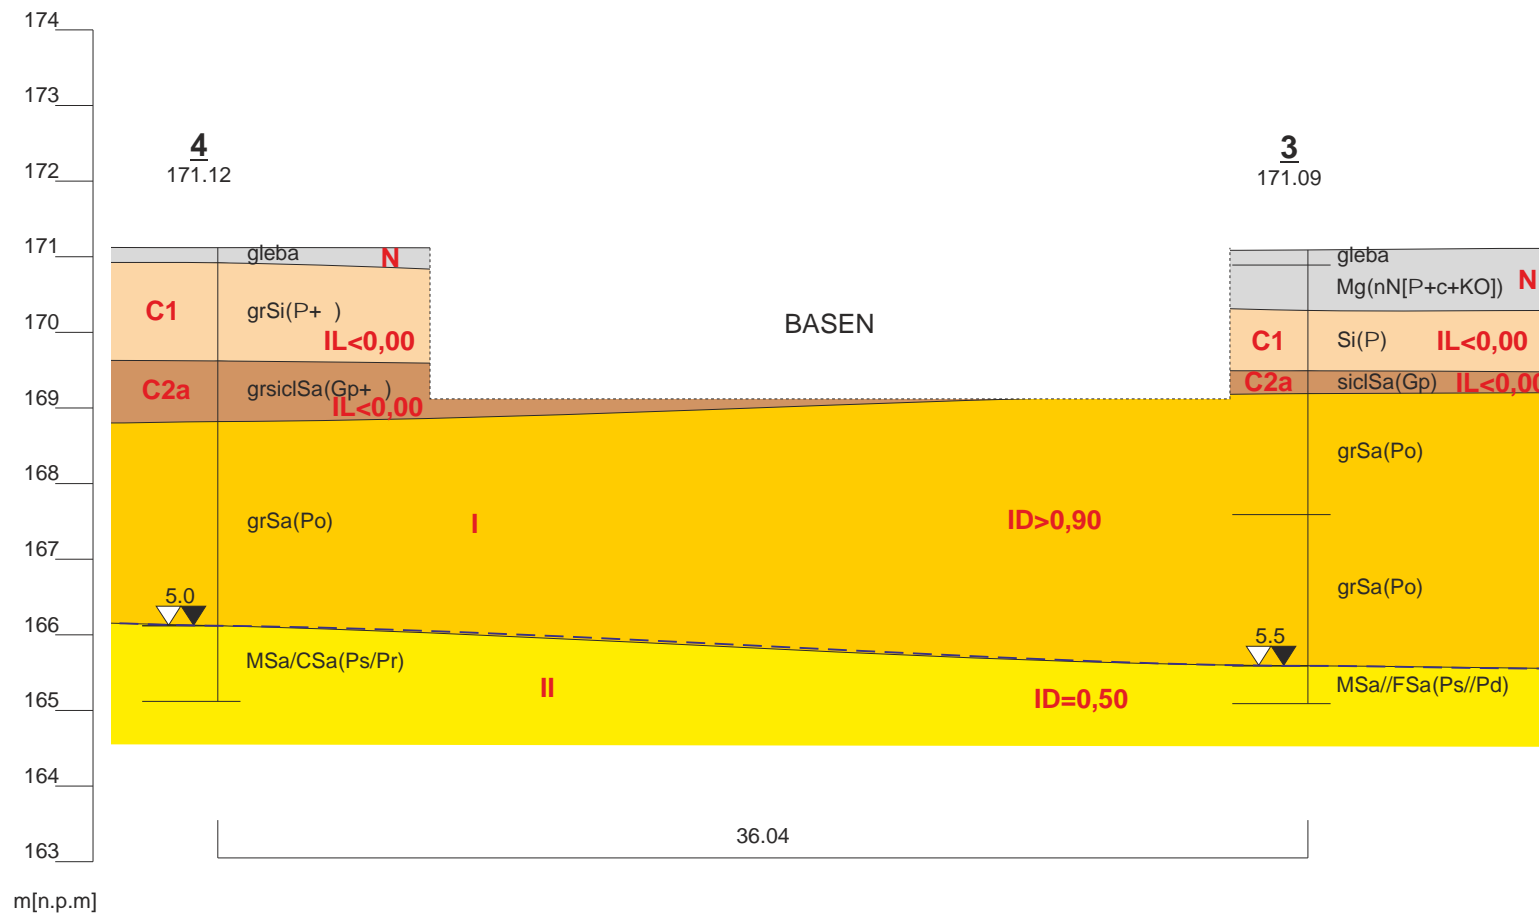 174
173
4
3
172
171.12
171.09
171
gleba
N
gleba
Mg(nN[P+c+KO])
N
C1
grSi(P+ )
BASEN
170
IL<0,00
C1
Si(P)
IL<0,00
C2a
grsiclSa(Gp+ )
C2a
siclSa(Gp)
IL<0,00
169
IL<0,00
grSa(Po)
168
grSa(Po)
I
ID>0,90
167
5.0
grSa(Po)
166
5.5
MSa/CSa(Ps/Pr)
II
ID=0,50
MSa//FSa(Ps//Pd)
165
164
36.04
163
m[n.p.m]